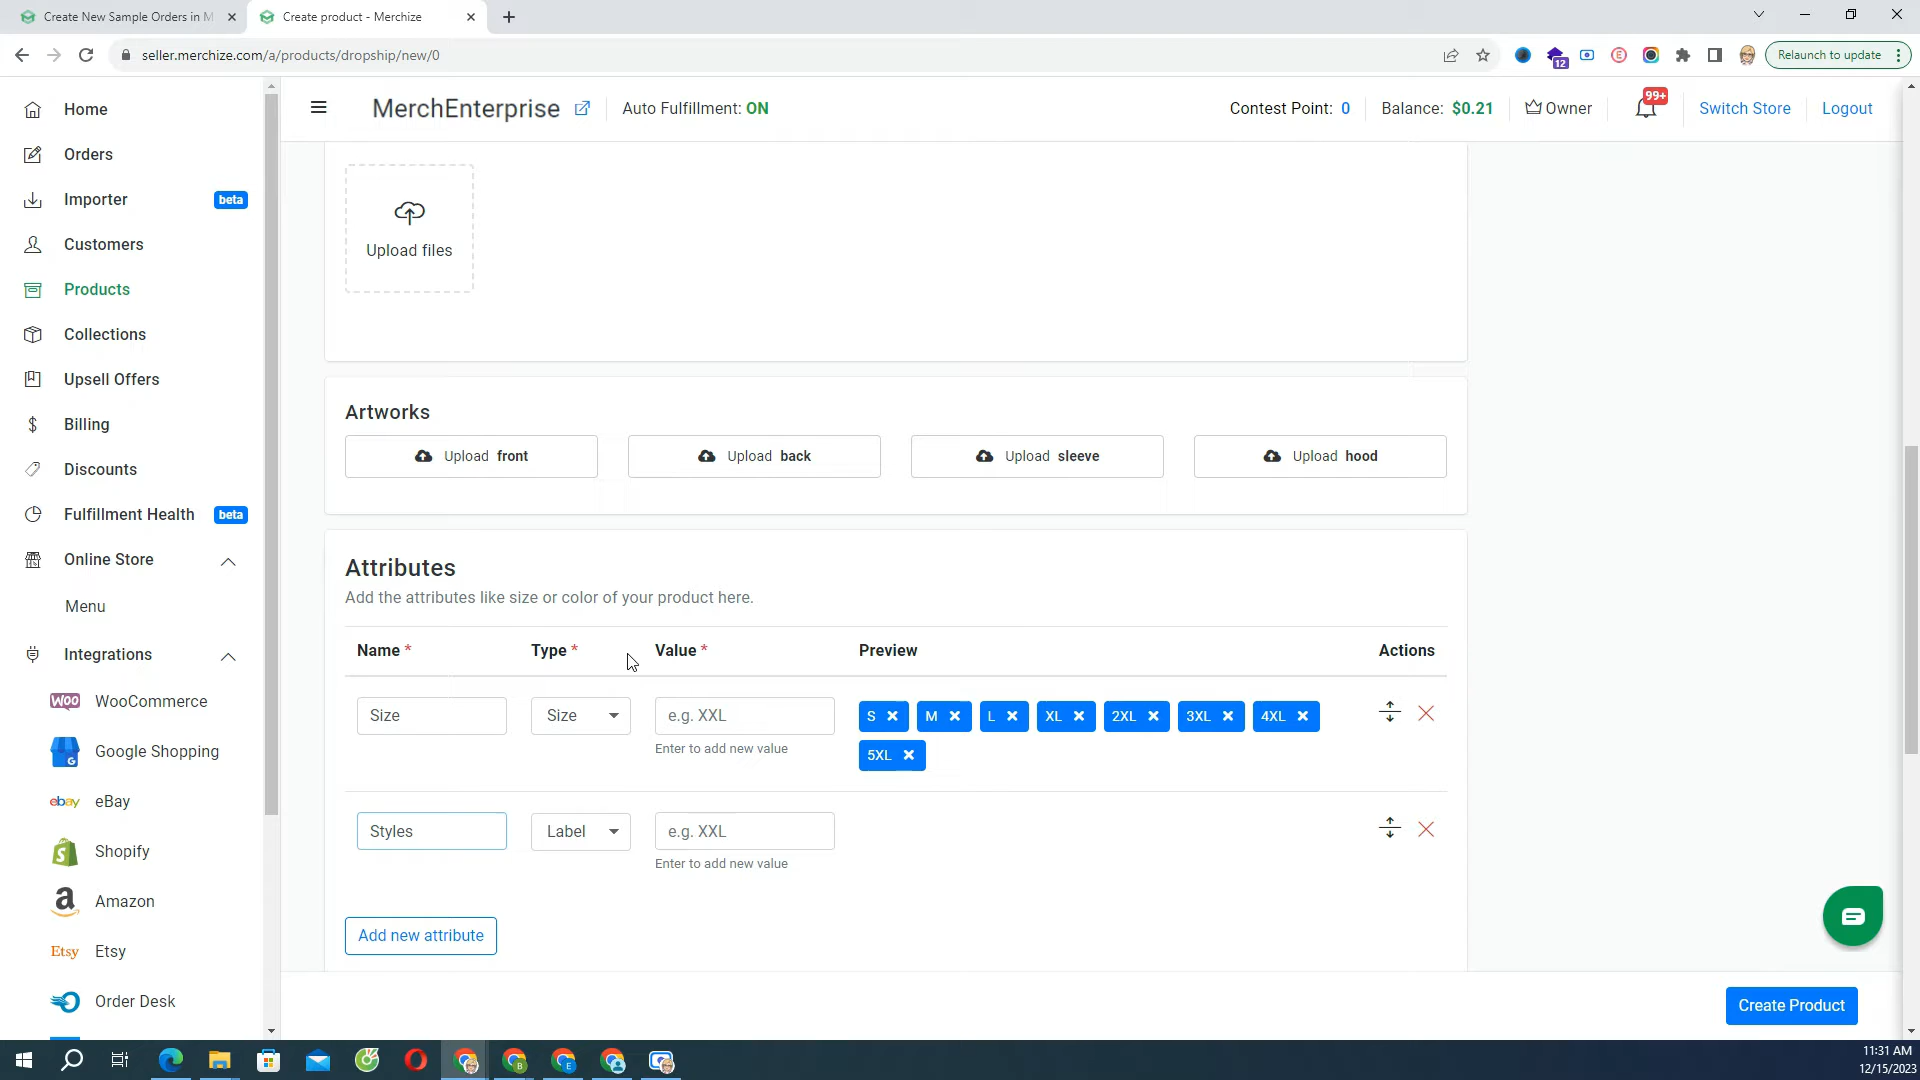 Create New Sample Orders in M
Create product - Merchize
seller.merchize.com/a/products/dropship/new/0
12
Relaunch to update
Home
Orders
Importer beta
Customers
Products
Collections
Upsell Offers
Billing
Discounts
Fulfillment Health beta
Online Store
Menu
Integrations
WOO WooCommerce
Google Shopping
ebay eBay
Shopify
Amazon
Etsy Etsy
Order Desk
MerchEnterprise
Auto Fulfillment: ON
Contest Point: 0
Balance: $0.21
Owner
99+
Switch Store
Logout
Upload files
Artworks
Upload front
Upload back
Upload sleeve
Upload hood
Attributes
Add the attributes like size or color of your product here.
Name * Type * Value * Preview Actions
Size Size e.g. XXL S M L XL 2XL 3XL 4XL
Enter to add new value
5XL
Styles Label e.g. XXL
Enter to add new value
Add new attribute
Create Product
11:31 AM
12/15/2023